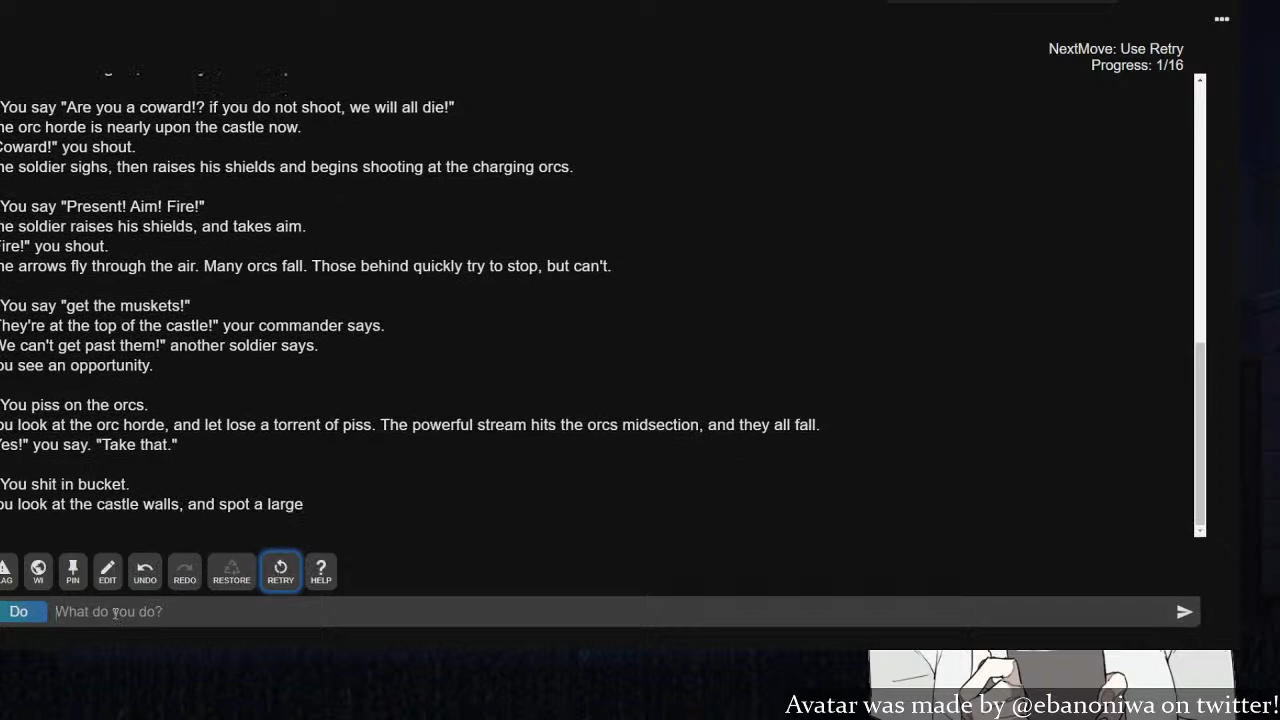 NextMove: Use Retry
Progress: 1/16
You say "Are you a coward!? if you do not shoot, we will all die!"
he orc horde is nearly upon the castle now.
Coward!" you shout.
he soldier sighs, then raises his shields and begins shooting at the charging orcs.
You say "Present! Aim! Fire!"
he soldier raises his shields, and takes aim.
Fire!" you shout.
he arrows fly through the air. Many orcs fall. Those behind quickly try to stop, but can't.
You say "get the muskets!"
They're at the top of the castle!" your commander says.
We can't get past them!" another soldier says.
ou see an opportunity.
You piss on the orcs.
ou look at the orc horde, and let lose a torrent of piss. The powerful stream hits the orcs midsection, and they all fall.
Yes!" you say. "Take that."
You shit in bucket.
ou look at the castle walls, and spot a large
LAG WI PIN EDIT UNDO REDO RESTORE RETRY HELP
Do What do you do?
Avatar was made by @ebanoniwa on twitter!